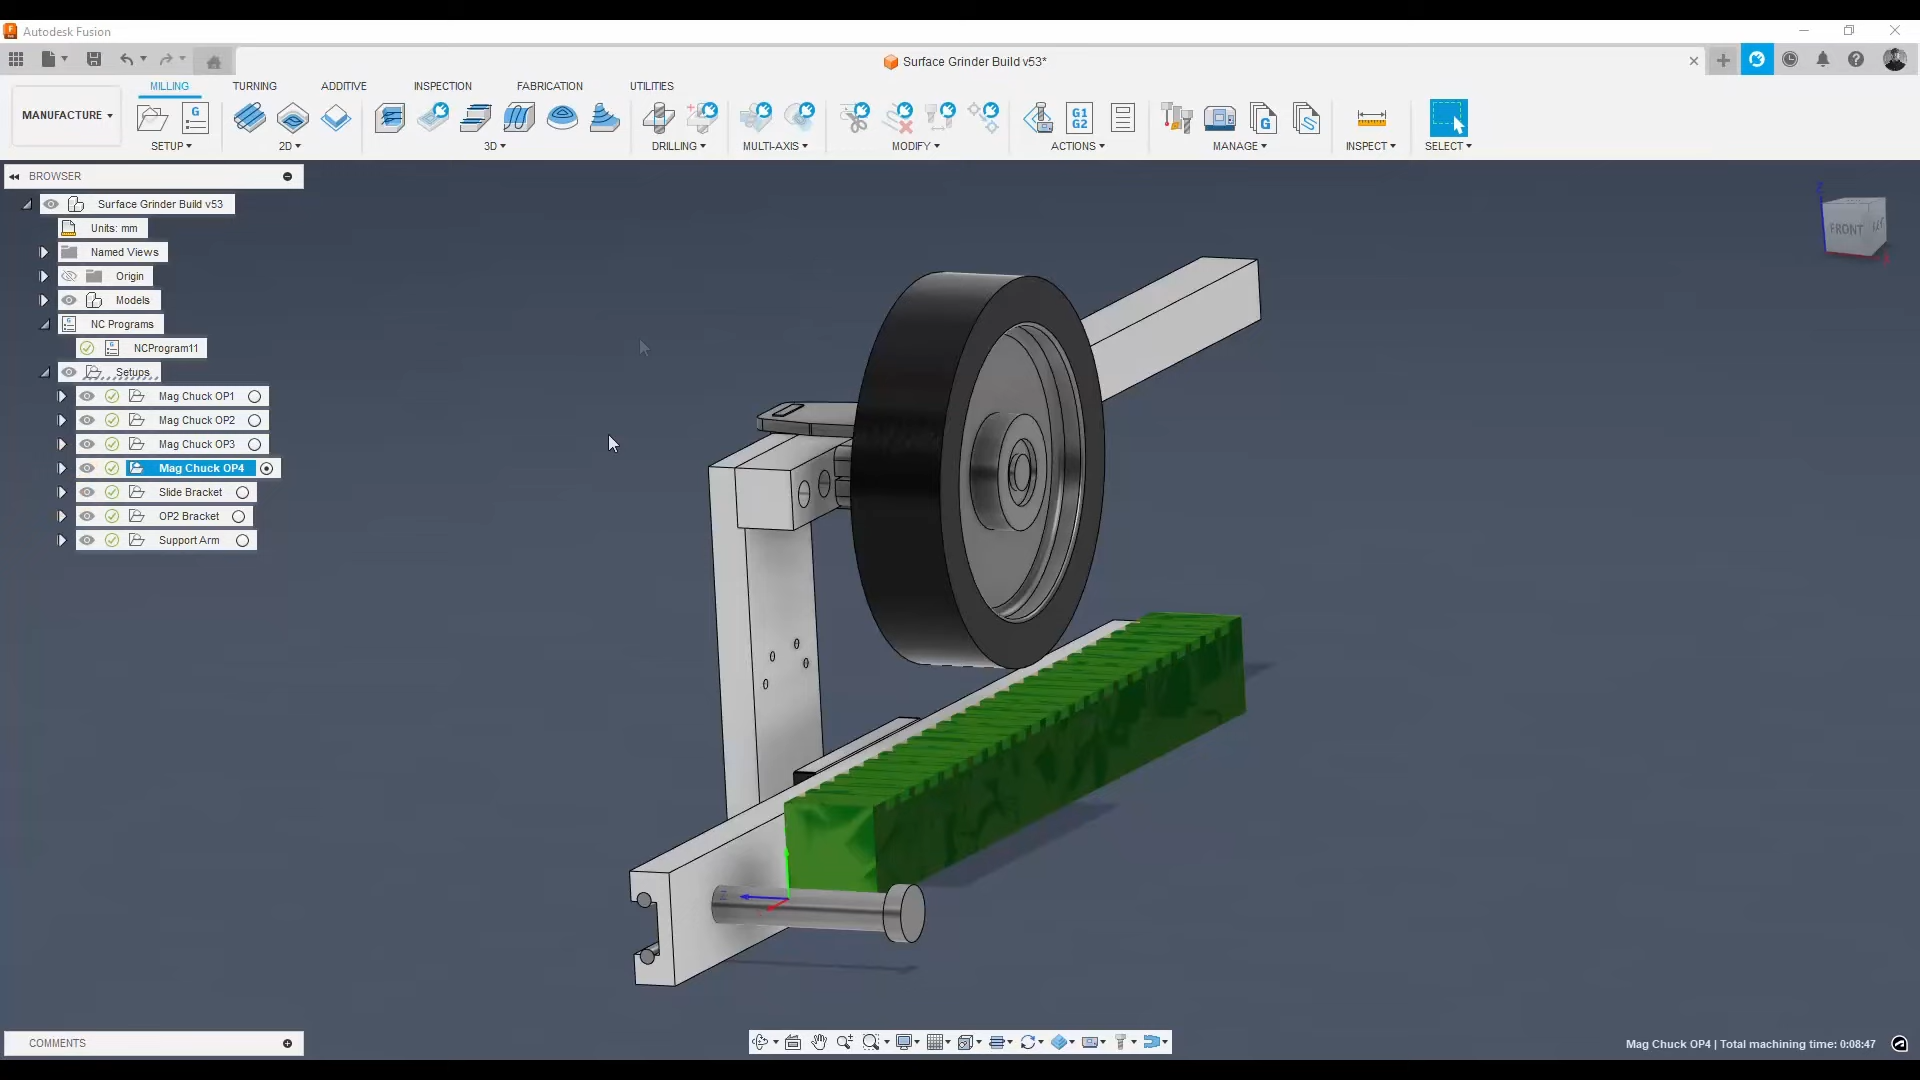 Autodesk Fusion
Surface Grinder Build v53*
MILLING
TURNING
ADDITIVE
INSPECTION
FABRICATION
UTILITIES
MANUFACTURE
G
G1
G2
G
SETUP
2D
3D
DRILLING
MULTI-AXIS
MODIFY
ACTIONS
MANAGE
INSPECT
SELECT
BROWSER
Surface Grinder Build v53
Units: mm
Named Views
Origin
Models
NC Programs
NCProgram11
Setups
Mag Chuck OP1
Mag Chuck OP2
Mag Chuck OP3
Mag Chuck OP4
Slide Bracket
OP2 Bracket
Support Arm
FRONT
Z
COMMENTS
Mag Chuck OP4 | Total machining time: 0:08:47